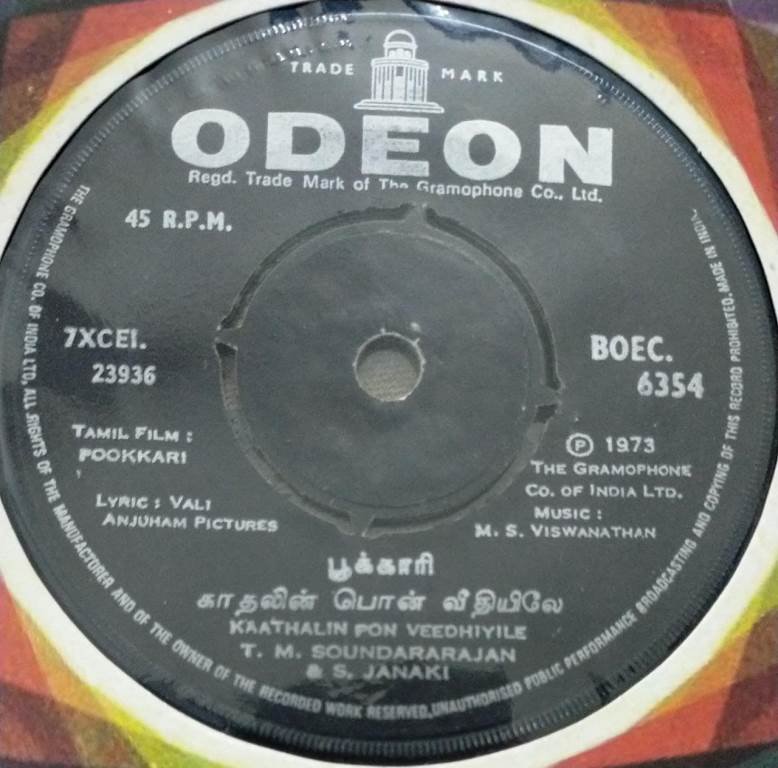 TRADE MARK
ODEON
Regd. Trade Mark of The Gramophone Co., Ltd.
45 R.P.M.
7XCEI.
23936
BOEC.
6354
TAMIL FILM :
POOKKARI
LYRIC : VALI
ANJUHAM PICTURES
Ⓟ 1973
THE GRAMOPHONE
CO. OF INDIA LTD.
MUSIC :
M. S. VISWANATHAN
பூக்காரி
காதலின் பொன் வீதியிலே
KAATHALIN PON VEEDHIYILE
T. M. SOUNDARARAJAN
& S. JANAKI
THE GRAMOPHONE CO. OF INDIA LTD. ALL RIGHTS OF THE MANUFACTURER AND OF THE OWNER OF THE RECORDED WORK RESERVED. UNAUTHORISED PUBLIC PERFORMANCE BROADCASTING AND COPYING OF THIS RECORD PROHIBITED. MADE IN INDIA.